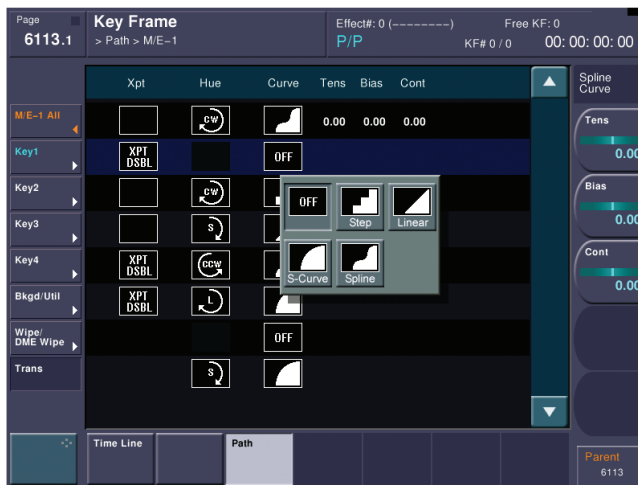 Page
6113.1
Key Frame
> Path > M/E-1
Effect#: 0 (--------)
Free KF: 0
P/P
KF# 0 / 0
00: 00: 00: 00
Xpt Hue Curve Tens Bias Cont
Spline
Curve
M/E-1 All
CW
0.00 0.00 0.00
Tens
0.00
Key1
XPT
DSBL
OFF
Key2
CW
OFF
Step
Linear
Bias
0.00
Key3
S
Key4
XPT
DSBL
CCW
S-Curve
Spline
Cont
0.00
Bkgd/Util
XPT
DSBL
L
Wipe/
DME Wipe
OFF
Trans
S
Time Line
Path
Parent
6113